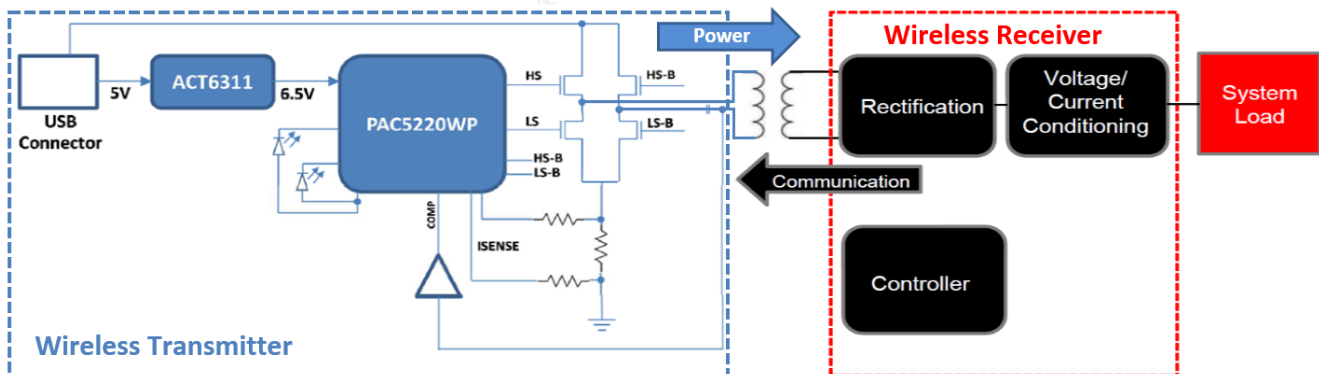 Power
Wireless Receiver
ACT6311
HS
HS-B
5V
6.5V
USB
Connector
PAC5220WP
LS
LS-B
HS-B
LS-B
Rectification
Voltage/
Current
Conditioning
System
Load
Communication
COMP
ISENSE
Controller
Wireless Transmitter